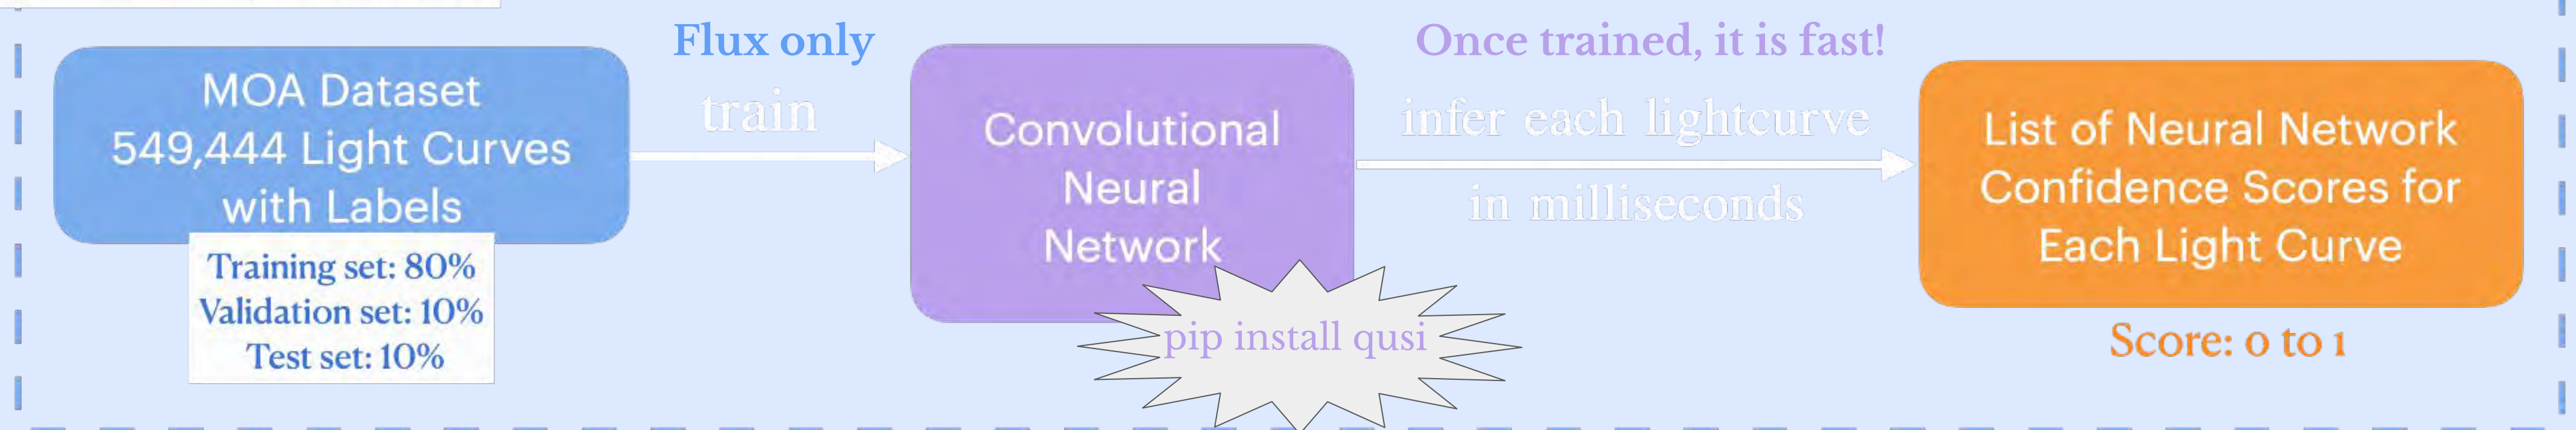 MOA Dataset
549,444 Light Curves
with Labels
Training set: 80%
Validation set: 10%
Test set: 10%
Flux only
train
Convolutional
Neural
Network
pip install qusi
Once trained, it is fast!
infer each lightcurve
in milliseconds
List of Neural Network
Confidence Scores for
Each Light Curve
Score: 0 to 1